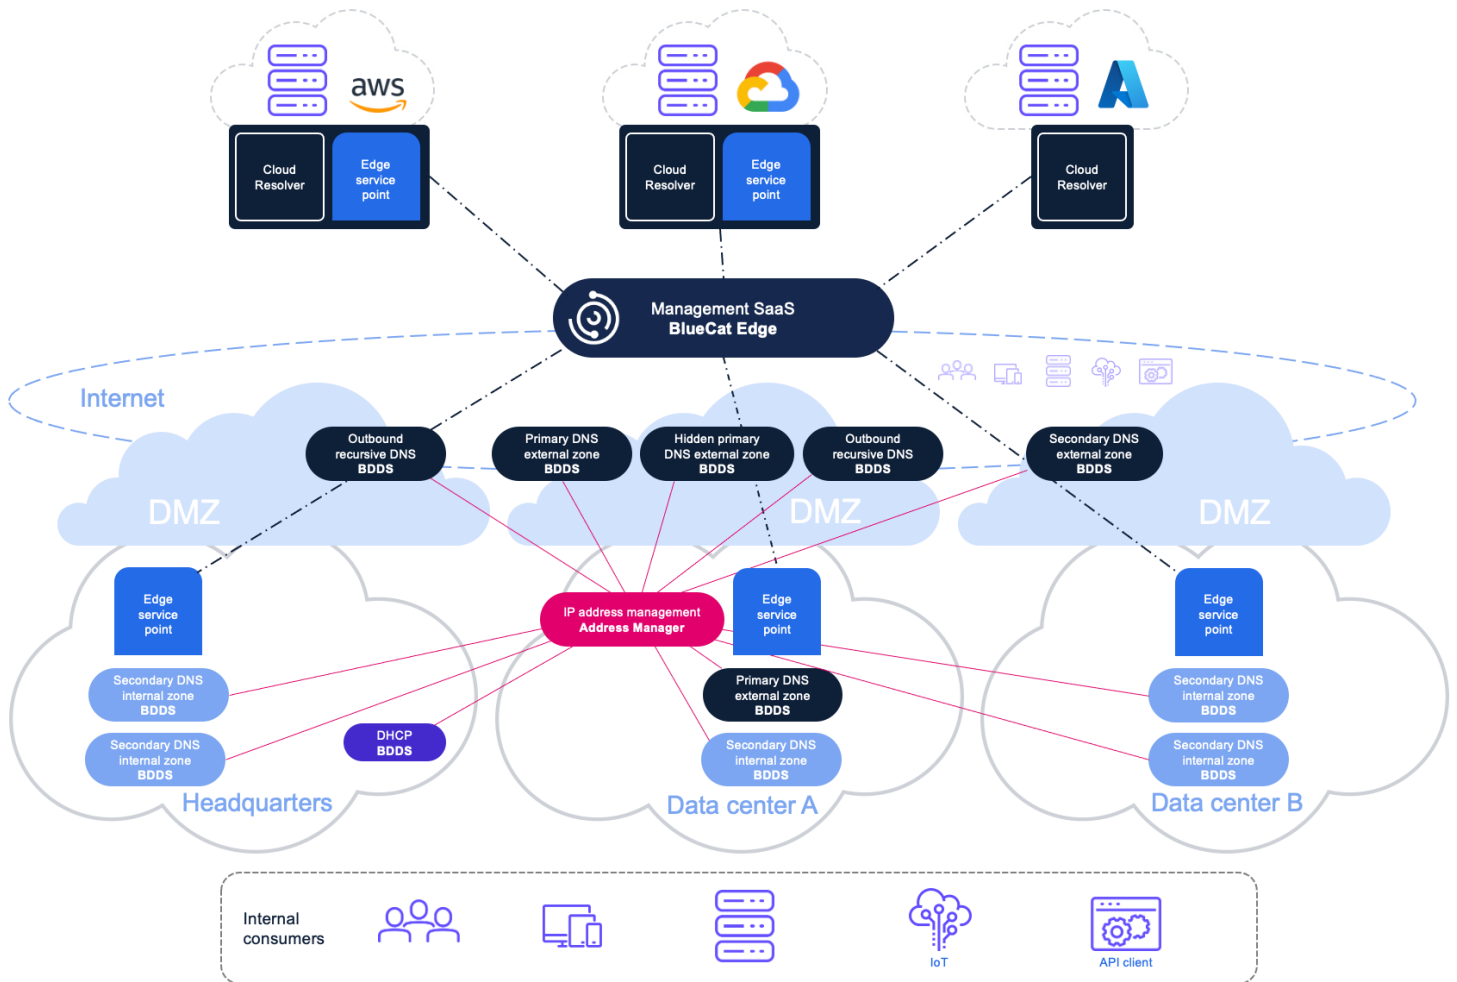 aws
Cloud
Resolver
Edge
service
point
Cloud
Resolver
Edge
service
point
Cloud
Resolver
Management SaaS
BlueCat Edge
Internet
Outbound
recursive DNS
BDDS
Primary DNS
external zone
BDDS
Hidden primary
DNS external zone
BDDS
Outbound
recursive DNS
BDDS
Secondary DNS
external zone
BDDS
DMZ
DMZ
DMZ
Edge
service
point
IP address management
Address Manager
Edge
service
point
Edge
service
point
Secondary DNS
internal zone
BDDS
Primary DNS
external zone
BDDS
Secondary DNS
internal zone
BDDS
Secondary DNS
internal zone
BDDS
DHCP
BDDS
Secondary DNS
internal zone
BDDS
Secondary DNS
internal zone
BDDS
Headquarters
Data center A
Data center B
Internal
consumers
IoT
API client